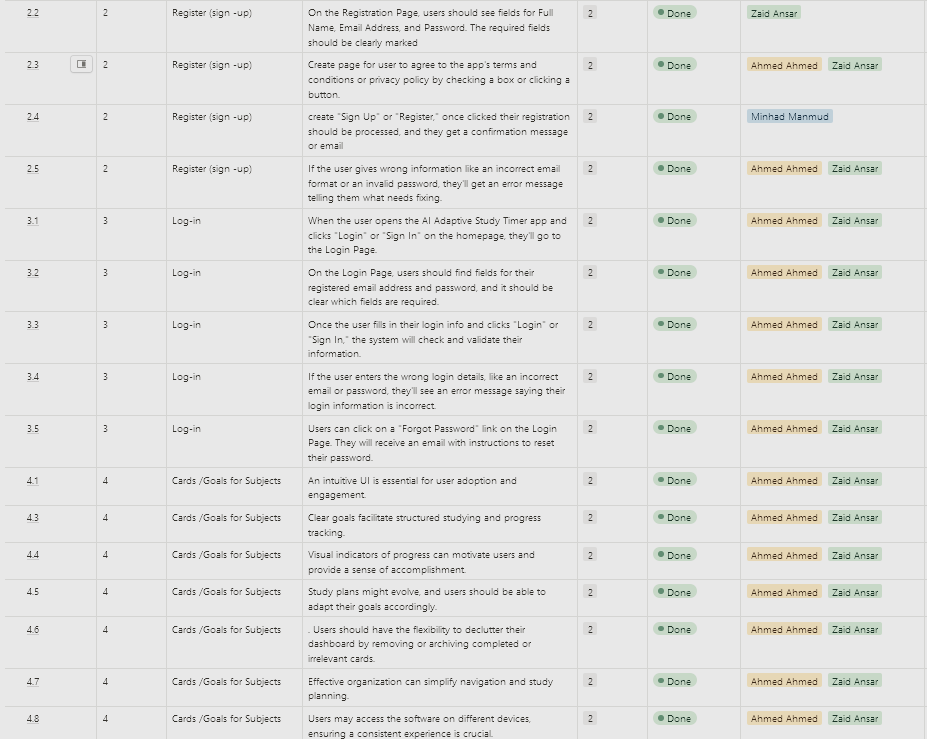 2.2 2 Register (sign -up) On the Registration Page, users should see fields for Full 2 Done Zaid Ansar
Name, Email Address, and Password. The required fields
should be clearly marked
2.3 2 Register (sign -up) Create page for user to agree to the app's terms and 2 Done Ahmed Ahmed Zaid Ansar
conditions or privacy policy by checking a box or clicking a
button.
2.4 2 Register (sign -up) create "Sign Up" or "Register," once clicked their registration 2 Done Minhad Manmud
should be processed, and they get a confirmation message
or email
2.5 2 Register (sign -up) If the user gives wrong information like an incorrect email 2 Done Ahmed Ahmed Zaid Ansar
format or an invalid password, they'll get an error message
telling them what needs fixing.
3.1 3 Log-in When the user opens the AI Adaptive Study Timer app and 2 Done Ahmed Ahmed Zaid Ansar
clicks "Login" or "Sign In" on the homepage, they'll go to
the Login Page.
3.2 3 Log-in On the Login Page, users should find fields for their 2 Done Ahmed Ahmed Zaid Ansar
registered email address and password, and it should be
clear which fields are required.
3.3 3 Log-in Once the user fills in their login info and clicks "Login" or 2 Done Ahmed Ahmed Zaid Ansar
"Sign In," the system will check and validate their
information.
3.4 3 Log-in If the user enters the wrong login details, like an incorrect 2 Done Ahmed Ahmed Zaid Ansar
email or password, they'll see an error message saying their
login information is incorrect.
3.5 3 Log-in Users can click on a "Forgot Password" link on the Login 2 Done Ahmed Ahmed Zaid Ansar
Page. They will receive an email with instructions to reset
their password.
4.1 4 Cards /Goals for Subjects An intuitive UI is essential for user adoption and 2 Done Ahmed Ahmed Zaid Ansar
engagement.
4.3 4 Cards /Goals for Subjects Clear goals facilitate structured studying and progress 2 Done Ahmed Ahmed Zaid Ansar
tracking.
4.4 4 Cards /Goals for Subjects Visual indicators of progress can motivate users and 2 Done Ahmed Ahmed Zaid Ansar
provide a sense of accomplishment.
4.5 4 Cards /Goals for Subjects Study plans might evolve, and users should be able to 2 Done Ahmed Ahmed Zaid Ansar
adapt their goals accordingly.
4.6 4 Cards /Goals for Subjects . Users should have the flexibility to declutter their 2 Done Ahmed Ahmed Zaid Ansar
dashboard by removing or archiving completed or
irrelevant cards.
4.7 4 Cards /Goals for Subjects Effective organization can simplify navigation and study 2 Done Ahmed Ahmed Zaid Ansar
planning.
4.8 4 Cards /Goals for Subjects Users may access the software on different devices, 2 Done Ahmed Ahmed Zaid Ansar
ensuring a consistent experience is crucial.